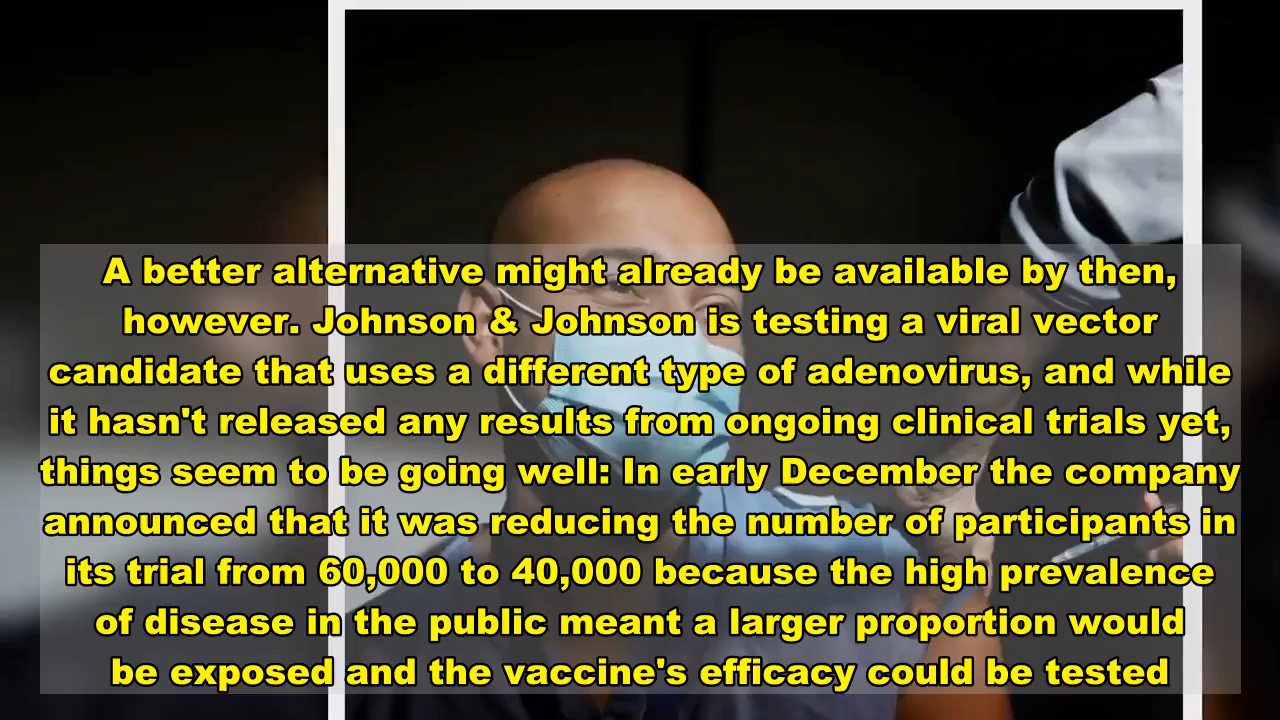 A better alternative might already be available by then,
however. Johnson & Johnson is testing a viral vector
candidate that uses a different type of adenovirus, and while
it hasn't released any results from ongoing clinical trials yet,
things seem to be going well: In early December the company
announced that it was reducing the number of participants in
its trial from 60,000 to 40,000 because the high prevalence
of disease in the public meant a larger proportion would
be exposed and the vaccine's efficacy could be tested